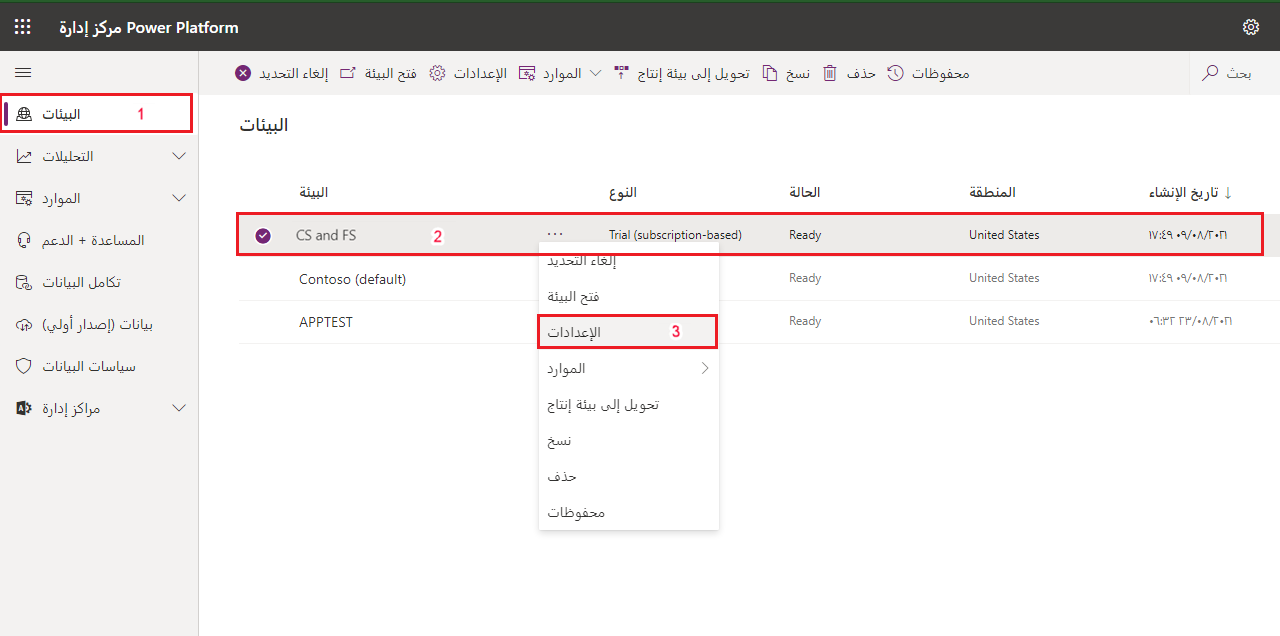 مركز إدارة Power Platform
إلغاء التحديد
فتح البيئة
الإعدادات
الموارد
تحويل إلى بيئة إنتاج
نسخ
حذف
محفوظات
بحث
البيئات 1
التحليلات
الموارد
المساعدة + الدعم
تكامل البيانات
بيانات (إصدار أولي)
سياسات البيانات
مراكز إدارة
البيئات
البيئة النوع الحالة المنطقة تاريخ الإنشاء ↓
CS and FS 2 ... Trial (subscription-based) Ready United States ٠٩/٠٨/٢٠٢١ ١٧:٤٩
Contoso (default) Ready United States ٠٩/٠٨/٢٠٢١ ١٧:٤٩
APPTEST Ready United States ٢٣/٠٨/٢٠٢١ ٠٦:٣٢
إلغاء التحديد
فتح البيئة
الإعدادات 3
الموارد
تحويل إلى بيئة إنتاج
نسخ
حذف
محفوظات